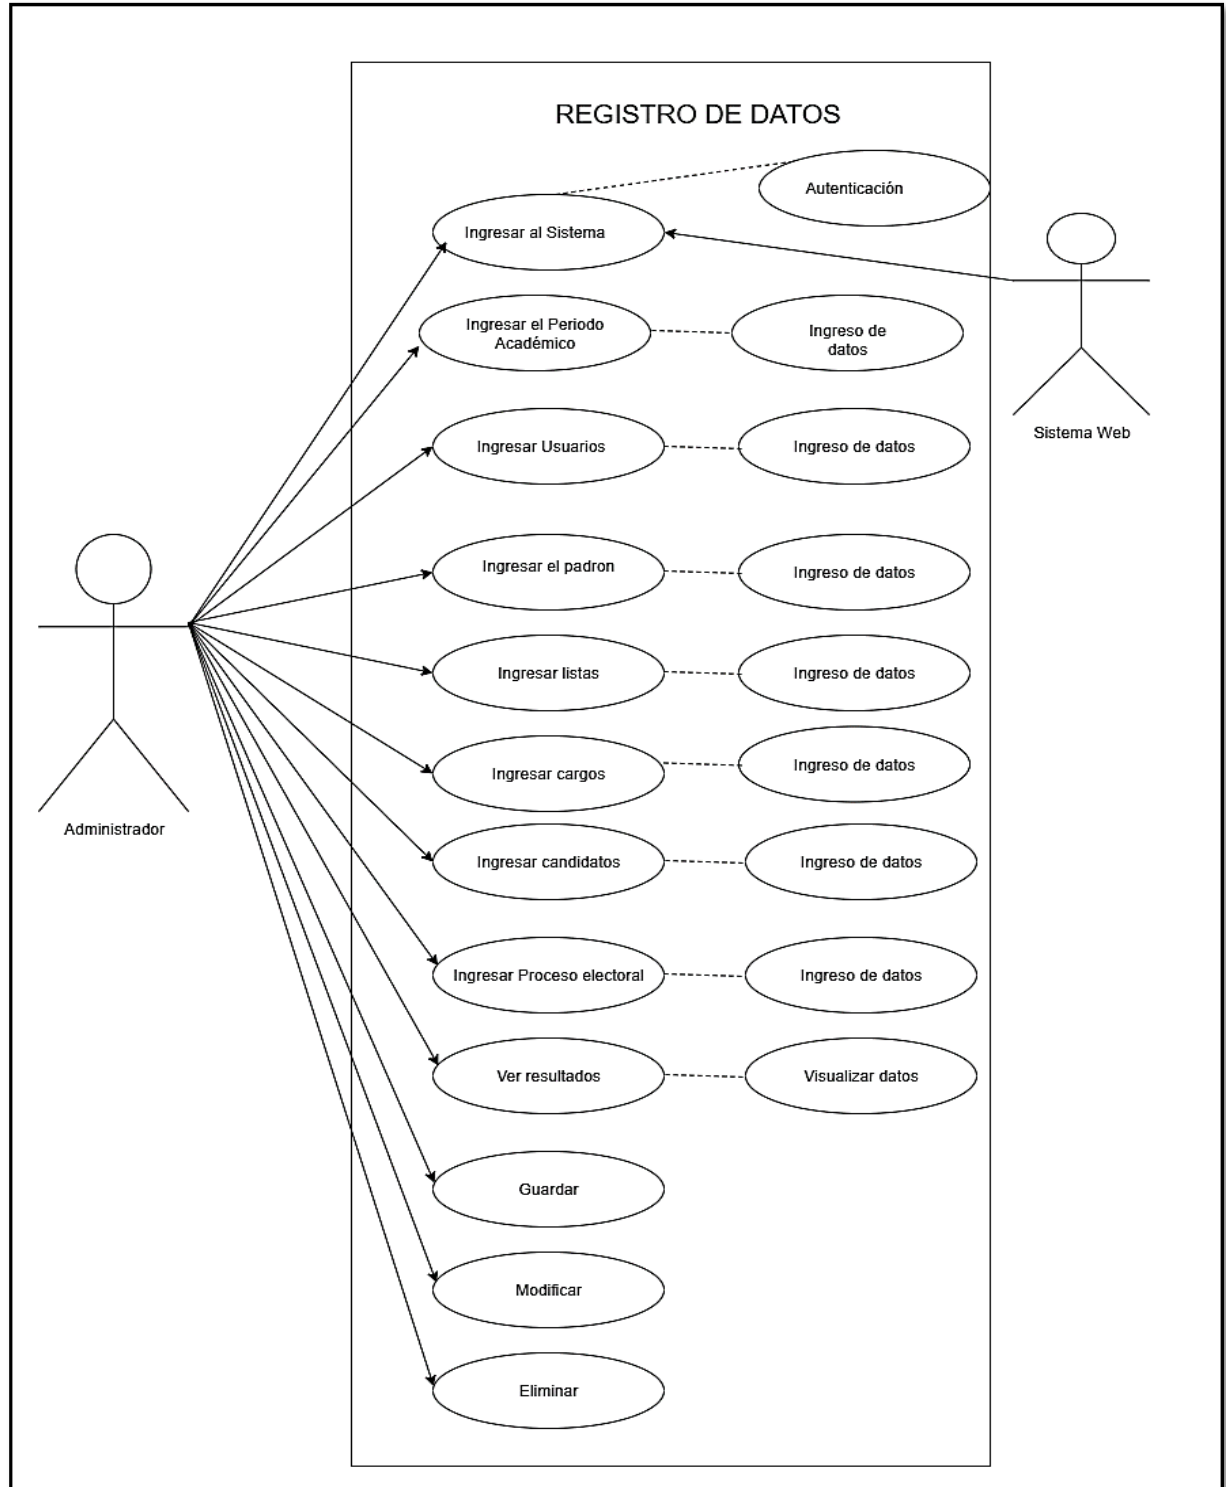 REGISTRO DE DATOS
Autenticación
Ingresar al Sistema
Ingresar el Periodo
Académico
Ingreso de
datos
Sistema Web
Ingresar Usuarios
Ingreso de datos
Ingresar el padron
Ingreso de datos
Ingresar listas
Ingreso de datos
Ingresar cargos
Ingreso de datos
Administrador
Ingresar candidatos
Ingreso de datos
Ingresar Proceso electoral
Ingreso de datos
Ver resultados
Visualizar datos
Guardar
Modificar
Eliminar